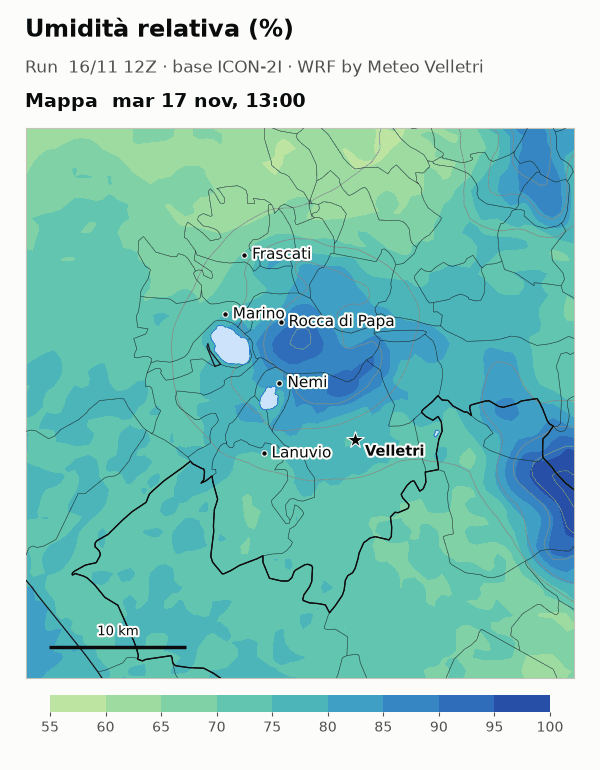 Umidità relativa (%)
Run  16/11 12Z · base ICON-2I · WRF by Meteo Velletri
Mappa  mar 17 nov, 13:00
Frascati
Marino
Rocca di Papa
Nemi
Velletri
Lanuvio
10 km
55 60 65 70 75 80 85 90 95 100